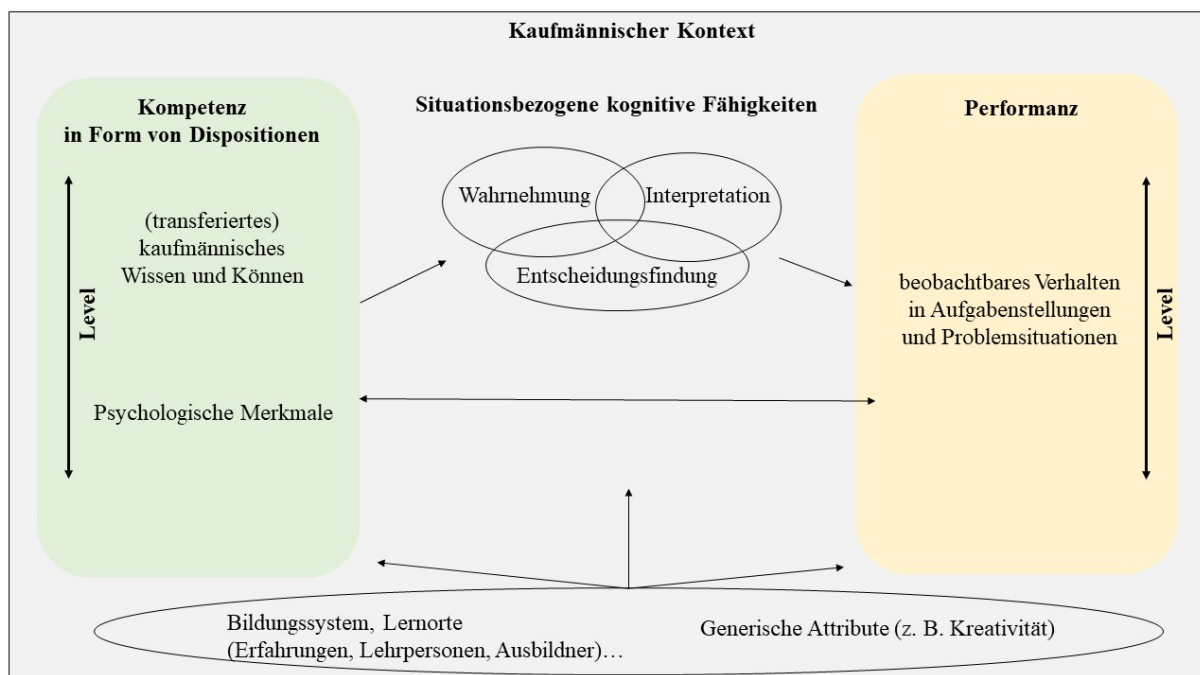 Kaufmännischer Kontext
Kompetenz
in Form von Dispositionen
Level
(transferiertes)
kaufmännisches
Wissen und Können
Psychologische Merkmale
Situationsbezogene kognitive Fähigkeiten
Wahrnehmung
Interpretation
Entscheidungsfindung
Performanz
beobachtbares Verhalten
in Aufgabenstellungen
und Problemsituationen
Level
Bildungssystem, Lernorte
(Erfahrungen, Lehrpersonen, Ausbildner)…
Generische Attribute (z. B. Kreativität)